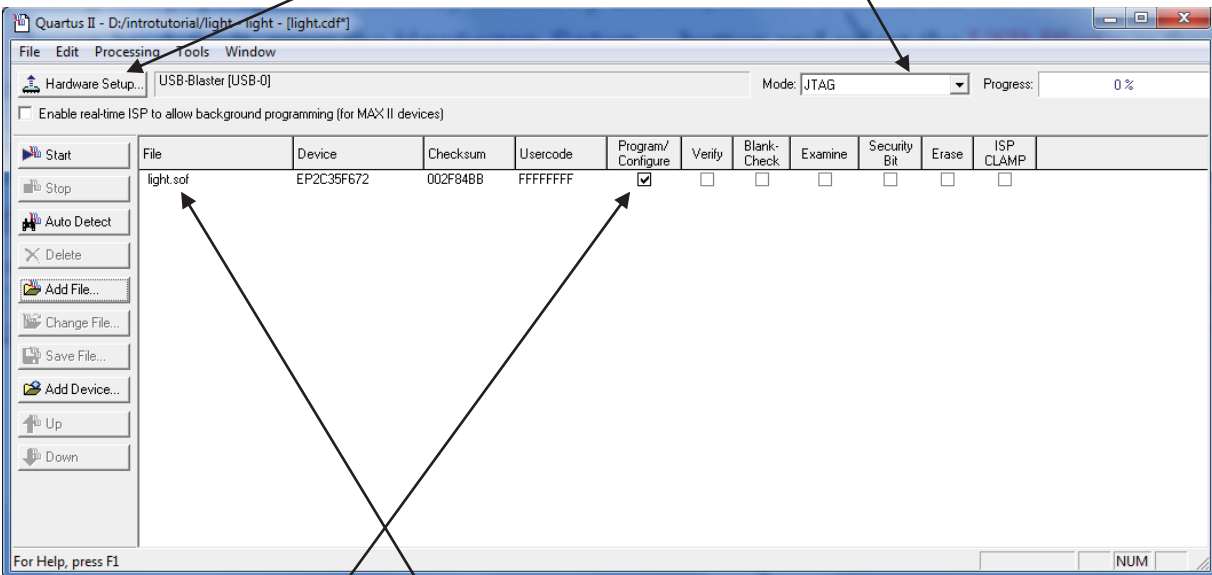 Quartus II - D:/introtutorial/light - light - [light.cdf*]
File Edit Processing Tools Window
Hardware Setup... USB-Blaster [USB-0] Mode: JTAG Progress: 0 %
Enable real-time ISP to allow background programming (for MAX II devices)
Start
Stop
Auto Detect
Delete
Add File...
Change File...
Save File...
Add Device...
Up
Down
File Device Checksum Usercode Program/ Configure Verify Blank- Check Examine Security Bit Erase ISP CLAMP
light.sof EP2C35F672 002F84BB FFFFFFFF
For Help, press F1 NUM